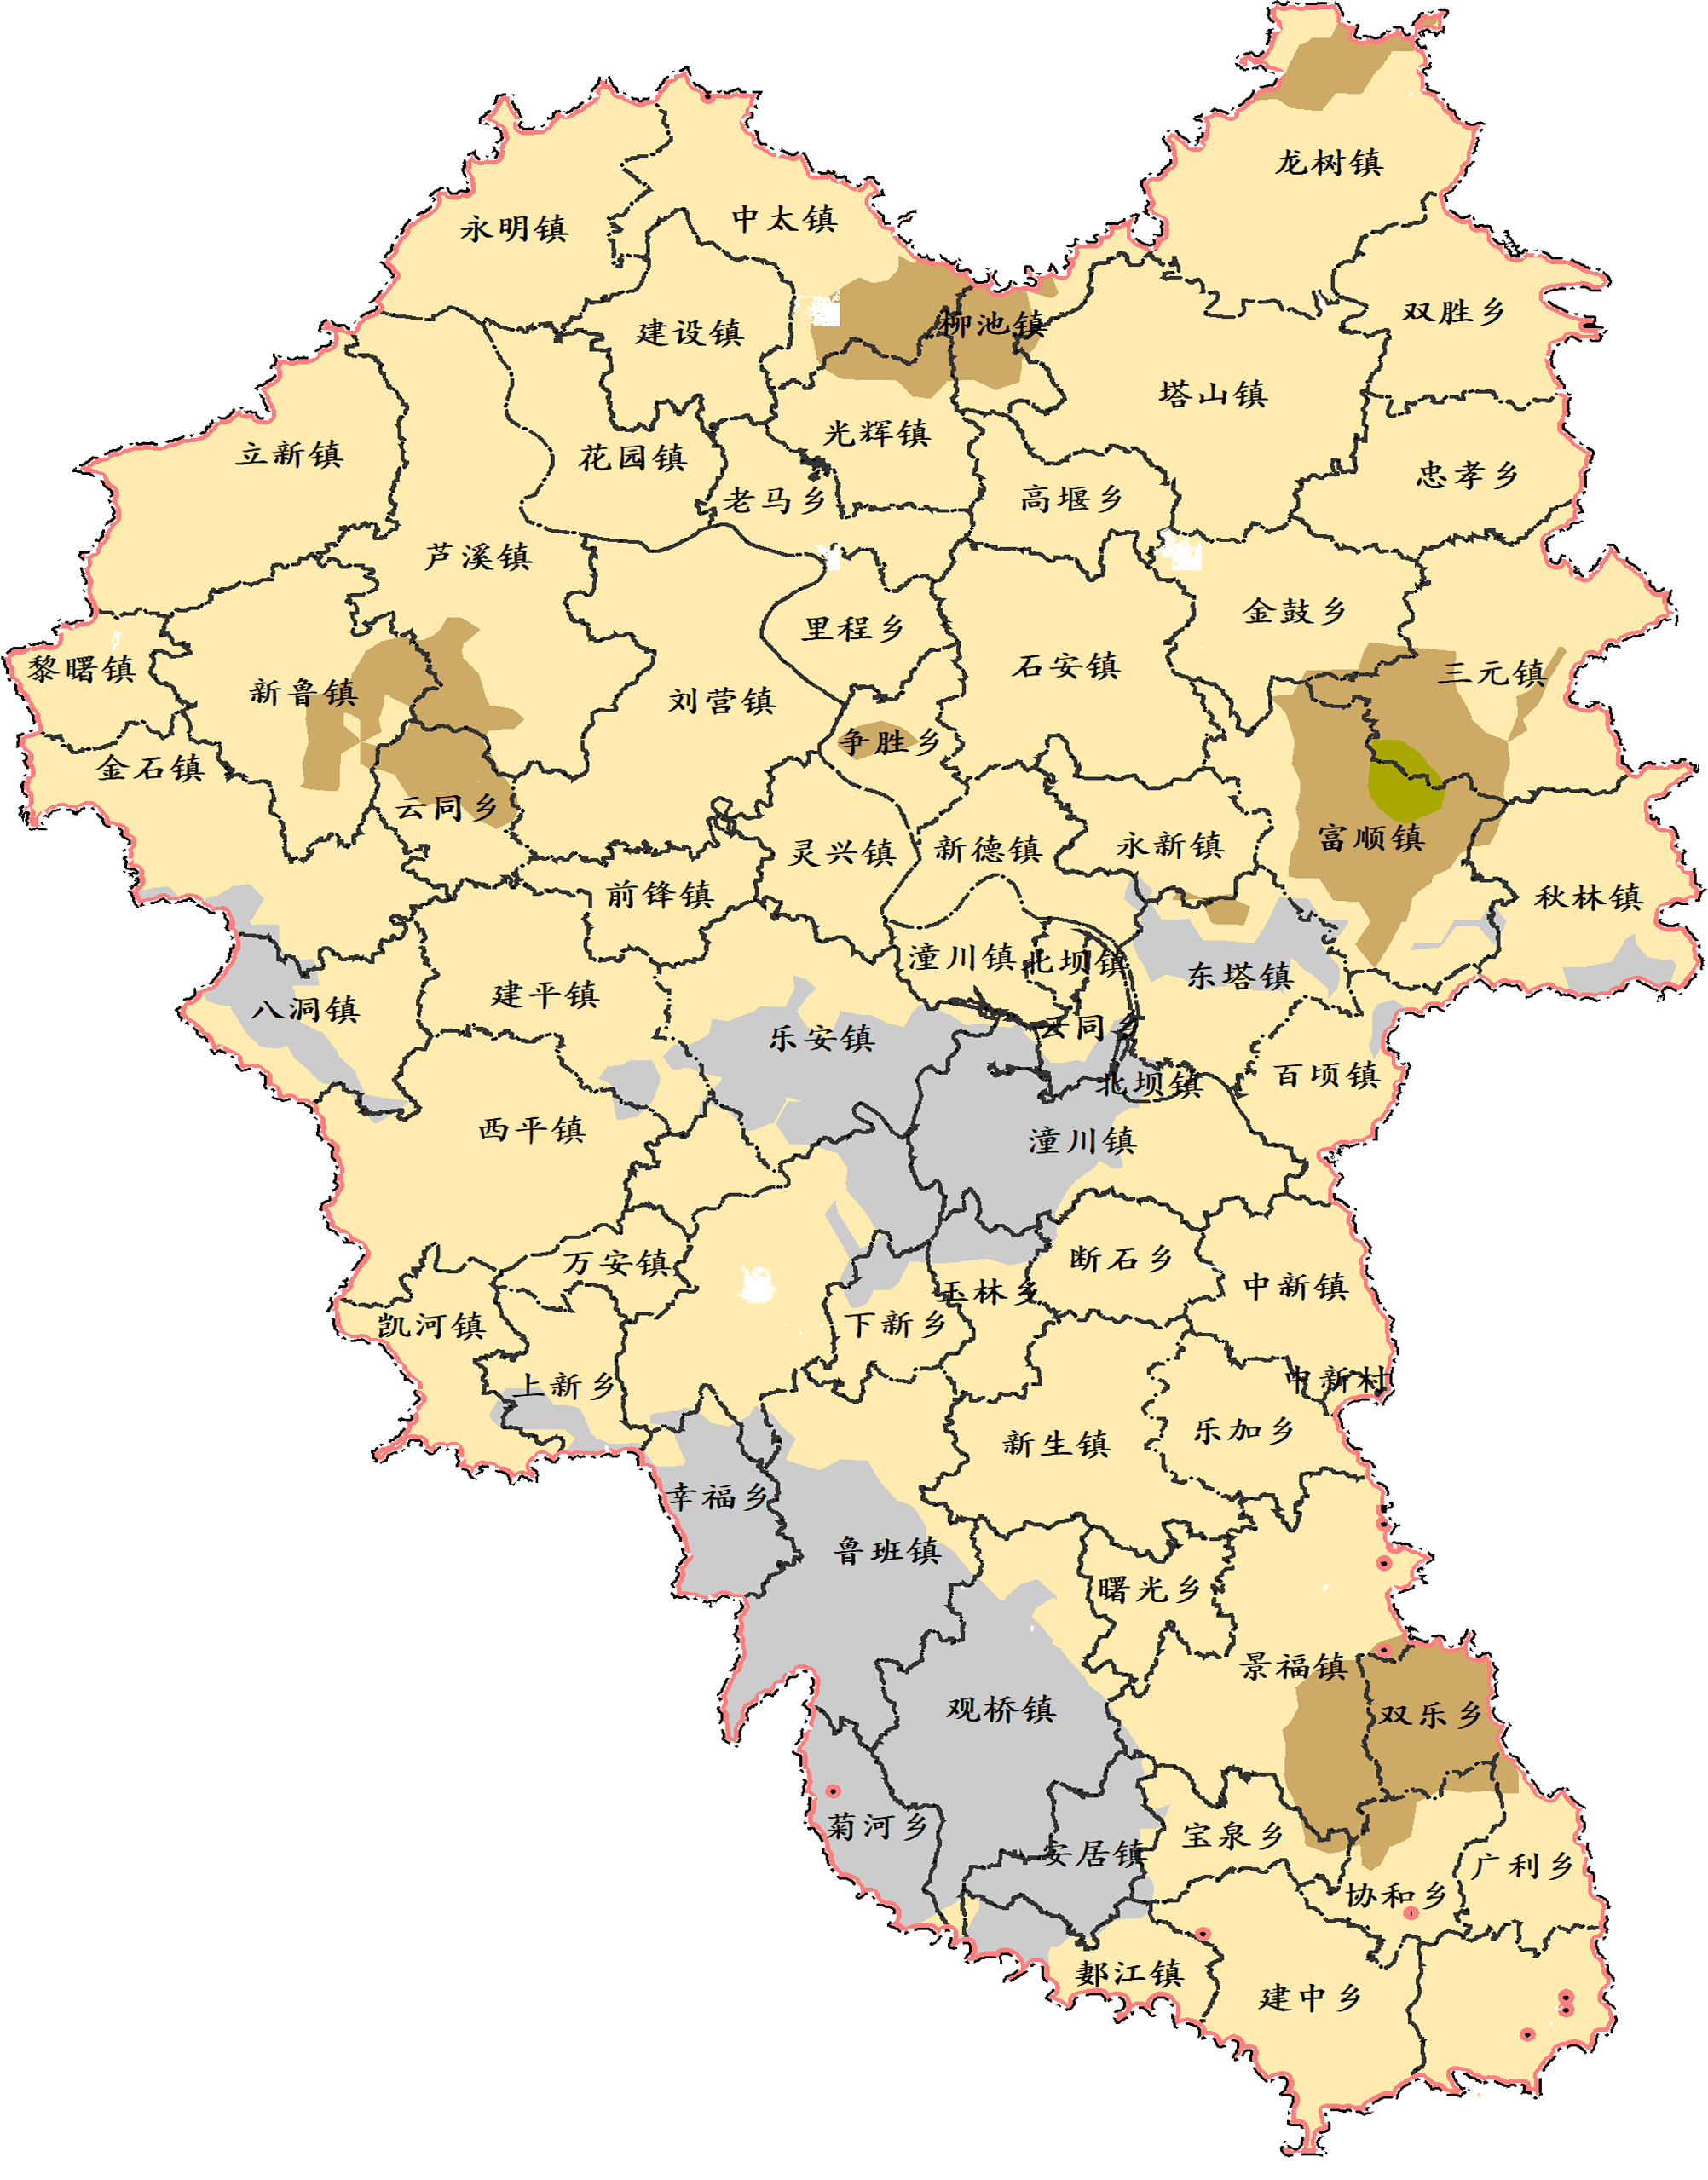 龙树镇
永明镇
中太镇
双胜乡
建设镇
柳池镇
塔山镇
立新镇
花园镇
光辉镇
忠孝乡
老马乡
高堰乡
芦溪镇
里程乡
金鼓乡
黎曙镇
新鲁镇
刘营镇
石安镇
三元镇
金石镇
云同乡
争胜乡
灵兴镇
新德镇
永新镇
富顺镇
前锋镇
秋林镇
潼川镇
北坝镇
东塔镇
八洞镇
建平镇
乐安镇
云同乡
北坝镇
百顷镇
西平镇
潼川镇
万安镇
断石乡
中新镇
凯河镇
下新乡
玉林乡
上新乡
中新村
新生镇
乐加乡
幸福乡
鲁班镇
曙光乡
景福镇
观桥镇
双乐乡
菊河乡
安居镇
宝泉乡
协和乡
广利乡
郪江镇
建中乡